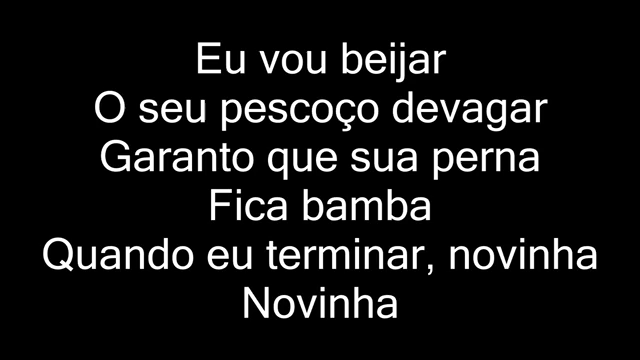 Eu vou beijar
O seu pescoço devagar
Garanto que sua perna
Fica bamba
Quando eu terminar, novinha
Novinha